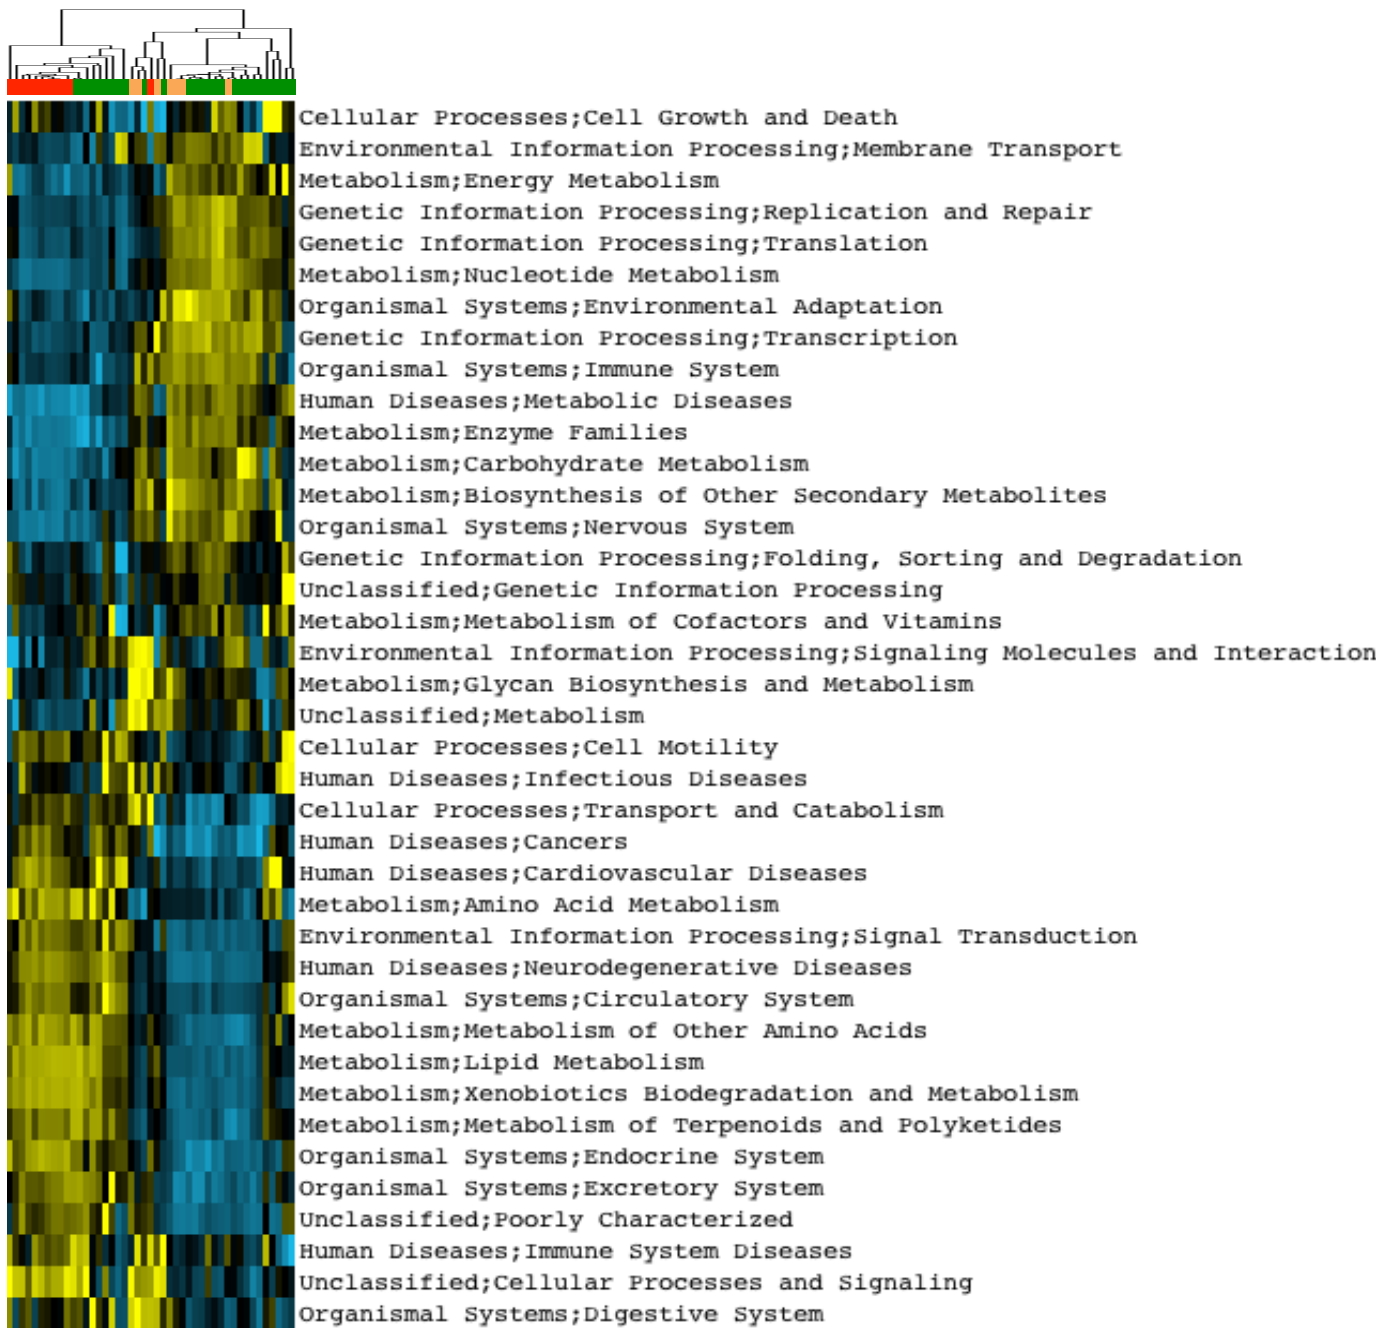 Cellular Processes;Cell Growth and Death
Environmental Information Processing;Membrane Transport
Metabolism;Energy Metabolism
Genetic Information Processing;Replication and Repair
Genetic Information Processing;Translation
Metabolism;Nucleotide Metabolism
Organismal Systems;Environmental Adaptation
Genetic Information Processing;Transcription
Organismal Systems;Immune System
Human Diseases;Metabolic Diseases
Metabolism;Enzyme Families
Metabolism;Carbohydrate Metabolism
Metabolism;Biosynthesis of Other Secondary Metabolites
Organismal Systems;Nervous System
Genetic Information Processing;Folding, Sorting and Degradation
Unclassified;Genetic Information Processing
Metabolism;Metabolism of Cofactors and Vitamins
Environmental Information Processing;Signaling Molecules and Interaction
Metabolism;Glycan Biosynthesis and Metabolism
Unclassified;Metabolism
Cellular Processes;Cell Motility
Human Diseases;Infectious Diseases
Cellular Processes;Transport and Catabolism
Human Diseases;Cancers
Human Diseases;Cardiovascular Diseases
Metabolism;Amino Acid Metabolism
Environmental Information Processing;Signal Transduction
Human Diseases;Neurodegenerative Diseases
Organismal Systems;Circulatory System
Metabolism;Metabolism of Other Amino Acids
Metabolism;Lipid Metabolism
Metabolism;Xenobiotics Biodegradation and Metabolism
Metabolism;Metabolism of Terpenoids and Polyketides
Organismal Systems;Endocrine System
Organismal Systems;Excretory System
Unclassified;Poorly Characterized
Human Diseases;Immune System Diseases
Unclassified;Cellular Processes and Signaling
Organismal Systems;Digestive System